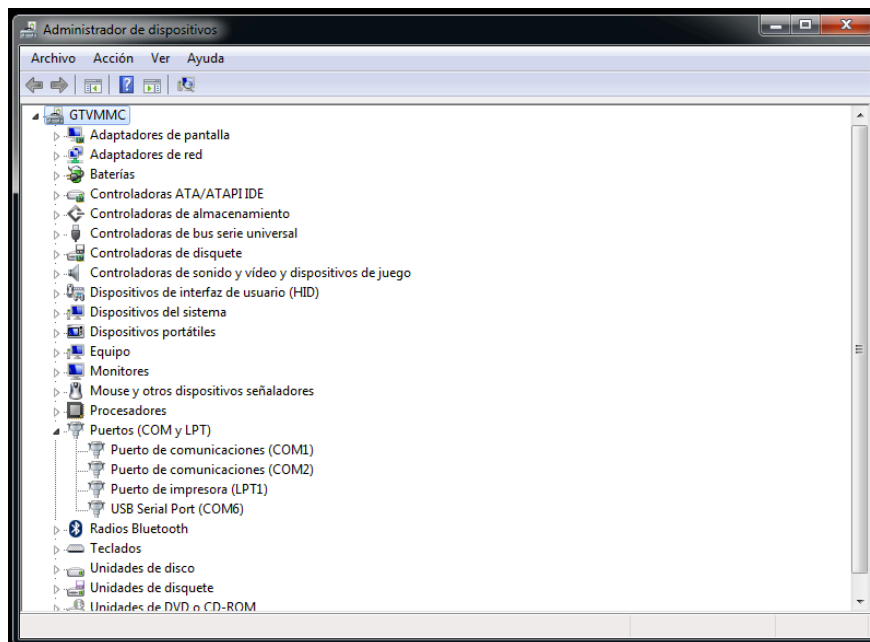 Administrador de dispositivos
Archivo Acción Ver Ayuda
GTVMMC
Adaptadores de pantalla
Adaptadores de red
Baterías
Controladoras ATA/ATAPI IDE
Controladoras de almacenamiento
Controladoras de bus serie universal
Controladoras de disquete
Controladoras de sonido y vídeo y dispositivos de juego
Dispositivos de interfaz de usuario (HID)
Dispositivos del sistema
Dispositivos portátiles
Equipo
Monitores
Mouse y otros dispositivos señaladores
Procesadores
Puertos (COM y LPT)
Puerto de comunicaciones (COM1)
Puerto de comunicaciones (COM2)
Puerto de impresora (LPT1)
USB Serial Port (COM6)
Radios Bluetooth
Teclados
Unidades de disco
Unidades de disquete
Unidades de DVD o CD-ROM